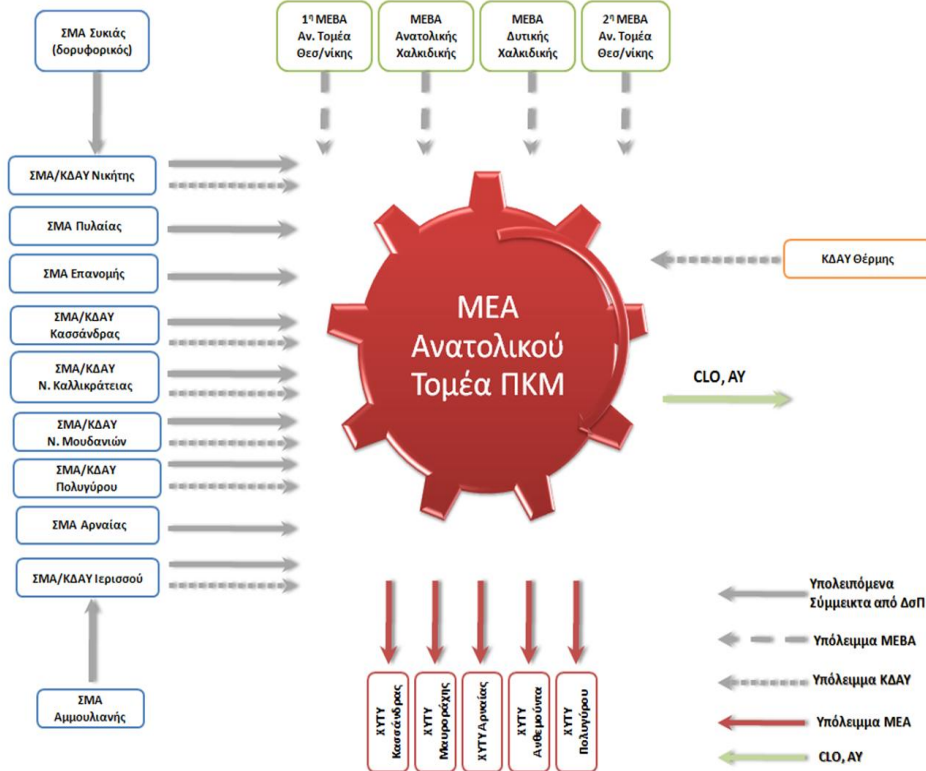 ΣΜΑ Συκιάς
(δορυφορικός)
1η ΜΕΒΑ
Αν. Τομέα
Θεσ/νίκης
ΜΕΒΑ
Ανατολικής
Χαλκιδικής
ΜΕΒΑ
Δυτικής
Χαλκιδικής
2η ΜΕΒΑ
Αν. Τομέα
Θεσ/νίκης
ΣΜΑ/ΚΔΑΥ Νικήτης
ΣΜΑ Πυλαίας
ΣΜΑ Επανομής
ΣΜΑ/ΚΔΑΥ
Κασσάνδρας
ΣΜΑ/ΚΔΑΥ
Ν. Καλλικράτειας
ΣΜΑ/ΚΔΑΥ
Ν. Μουδανιών
ΣΜΑ/ΚΔΑΥ
Πολυγύρου
ΣΜΑ Αρναίας
ΣΜΑ/ΚΔΑΥ Ιερισσού
ΣΜΑ
Αμμουλιανής
ΜΕΑ
Ανατολικού
Τομέα ΠΚΜ
ΚΔΑΥ Θέρμης
CLO, ΑΥ
ΧΥΤΥ
Κασσάνδρας
ΧΥΤΥ
Μαυροράχης
ΧΥΤΥ Αρναίας
ΧΥΤΥ
Ανθεμούντα
ΧΥΤΥ
Πολυγύρου
Υπολειπόμενα
Σύμμεικτα από ΔσΠ
Υπόλειμμα ΜΕΒΑ
Υπόλειμμα ΚΔΑΥ
Υπόλειμμα ΜΕΑ
CLO, ΑΥ